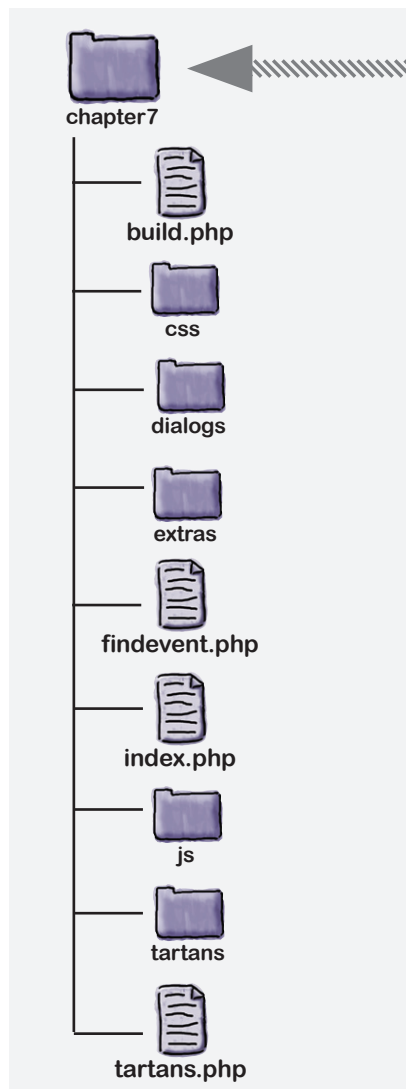 chapter7
build.php
css
dialogs
extras
findevent.php
index.php
js
tartans
tartans.php